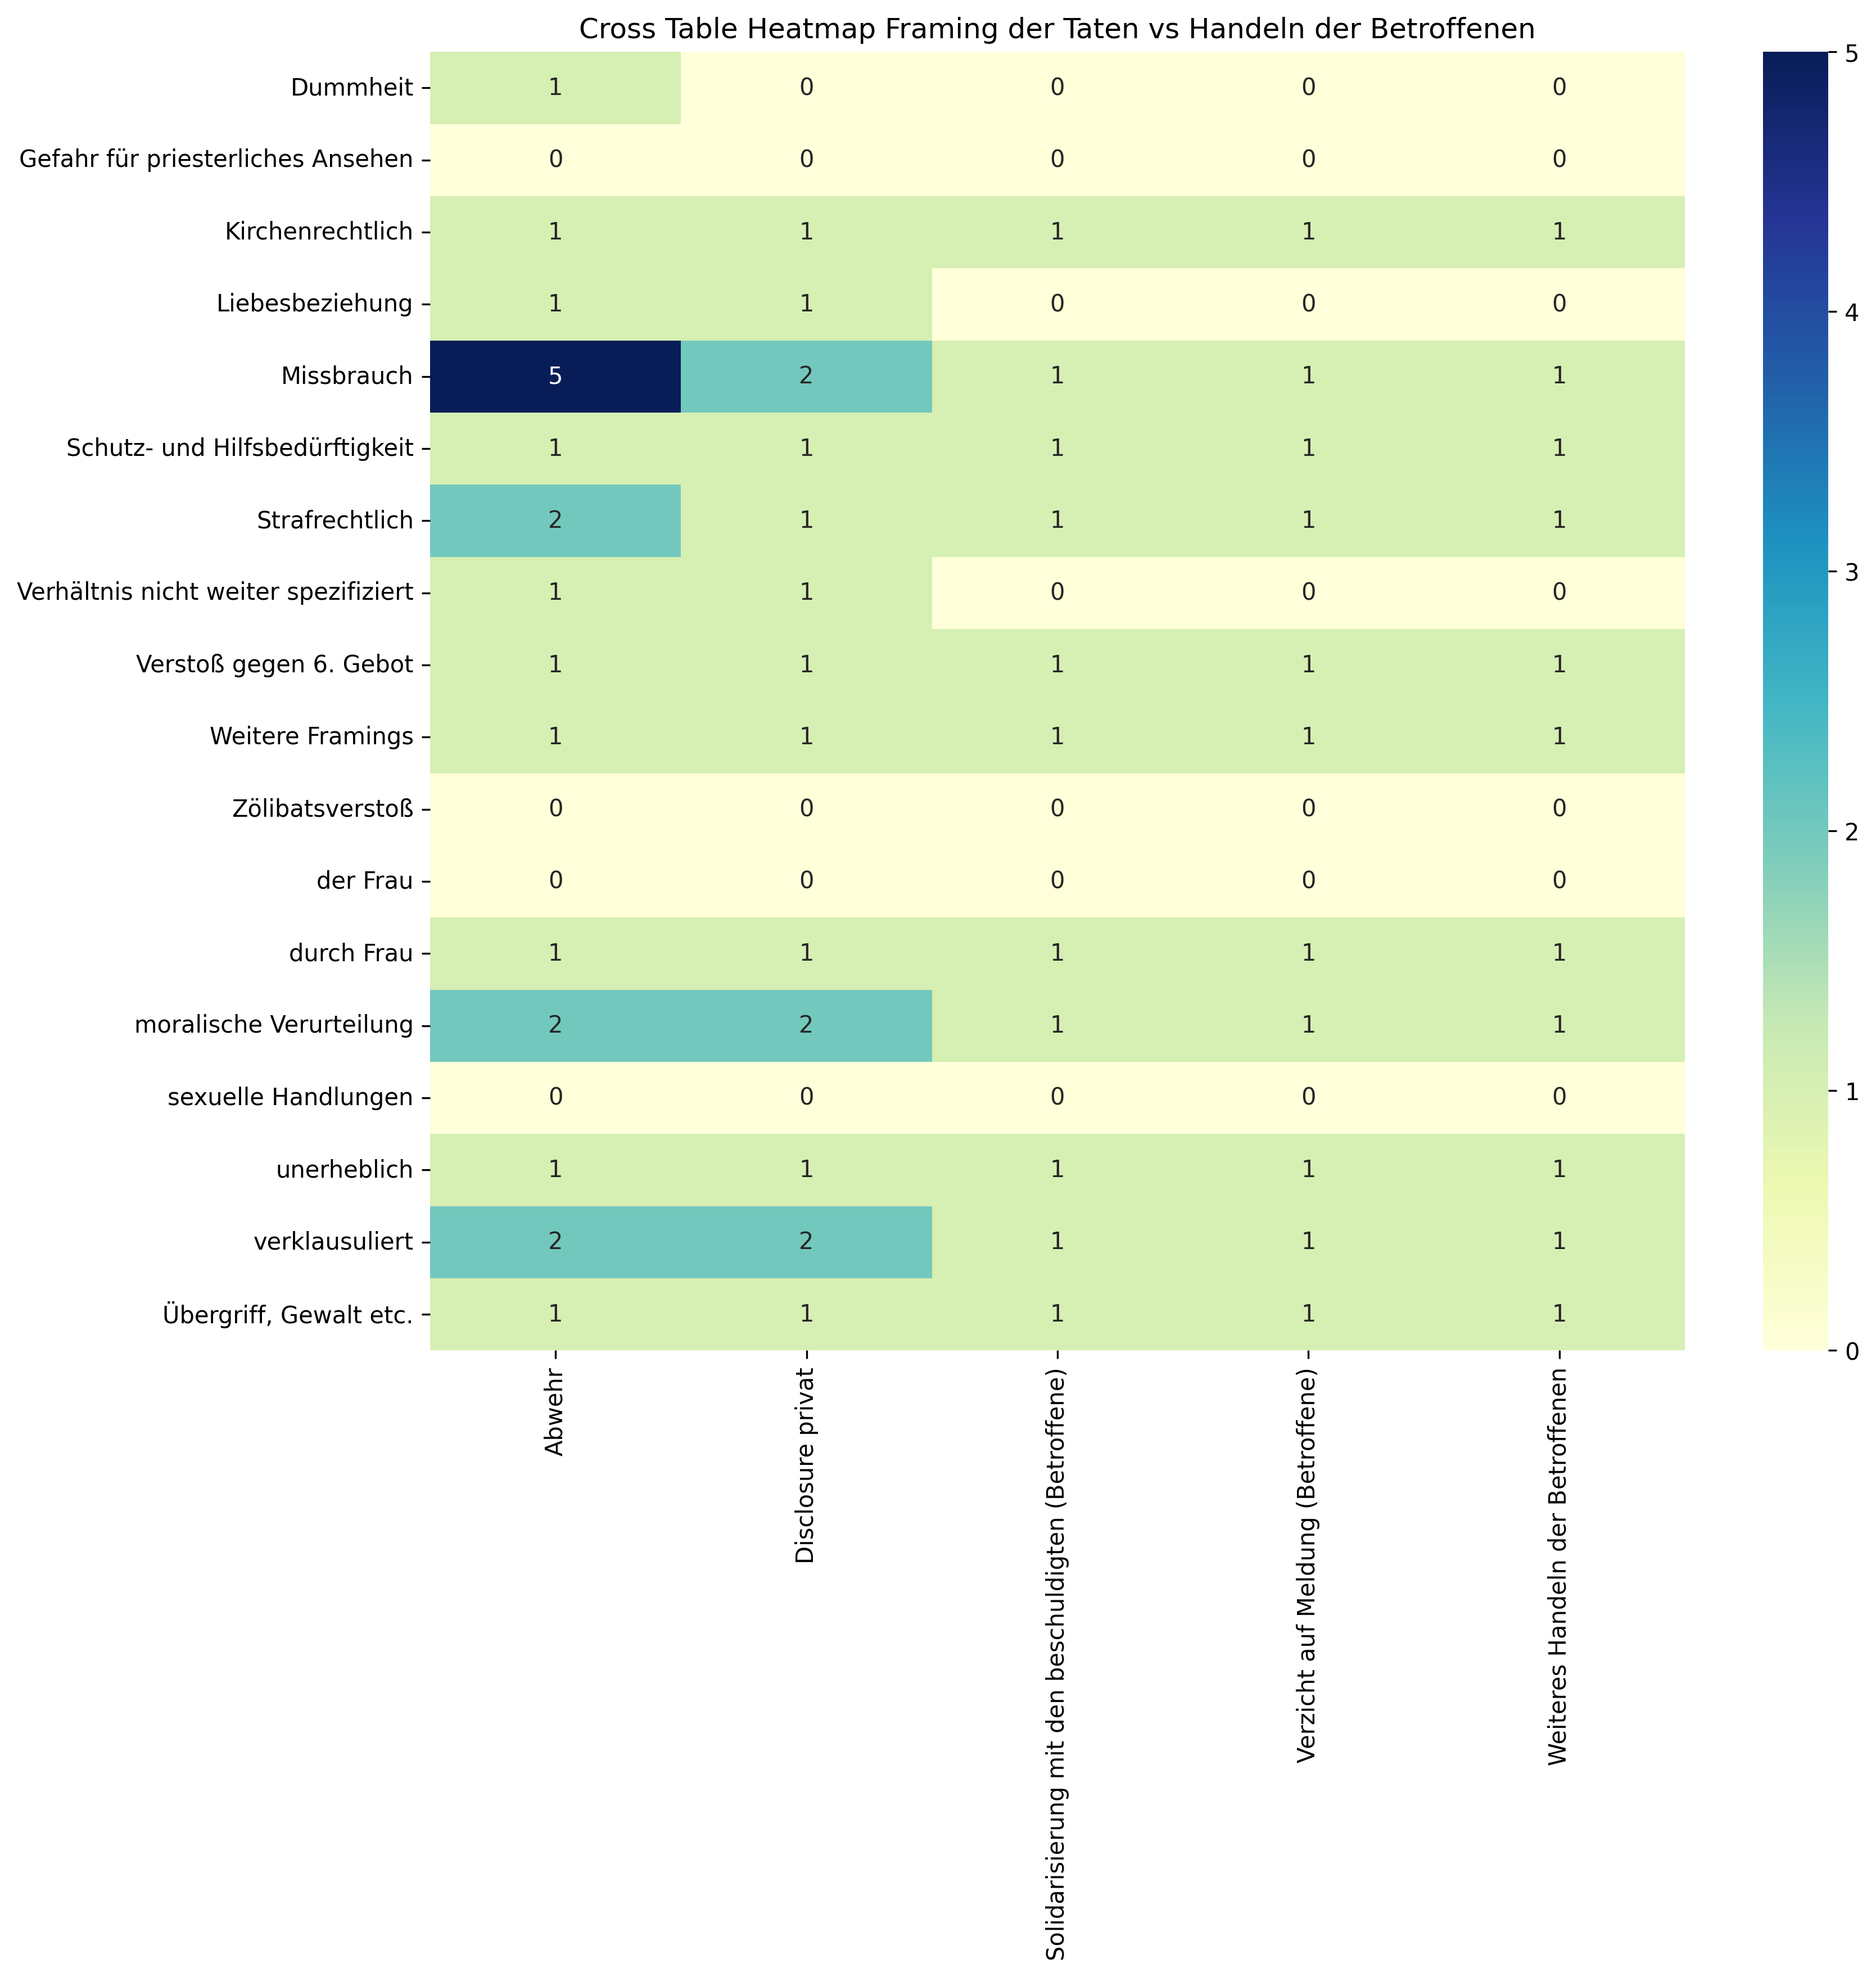 Cross Table Heatmap Framing der Taten vs Handeln der Betroffenen
Dummheit 1 0 0 0 0
Gefahr für priesterliches Ansehen 0 0 0 0 0
Kirchenrechtlich 1 1 1 1 1
Liebesbeziehung 1 1 0 0 0
Missbrauch 5 2 1 1 1
Schutz- und Hilfsbedürftigkeit 1 1 1 1 1
Strafrechtlich 2 1 1 1 1
Verhältnis nicht weiter spezifiziert 1 1 0 0 0
Verstoß gegen 6. Gebot 1 1 1 1 1
Weitere Framings 1 1 1 1 1
Zölibatsverstoß 0 0 0 0 0
der Frau 0 0 0 0 0
durch Frau 1 1 1 1 1
moralische Verurteilung 2 2 1 1 1
sexuelle Handlungen 0 0 0 0 0
unerheblich 1 1 1 1 1
verklausuliert 2 2 1 1 1
Übergriff, Gewalt etc. 1 1 1 1 1
Abwehr
Disclosure privat
Solidarisierung mit den beschuldigten (Betroffene)
Verzicht auf Meldung (Betroffene)
Weiteres Handeln der Betroffenen
5
4
3
2
1
0